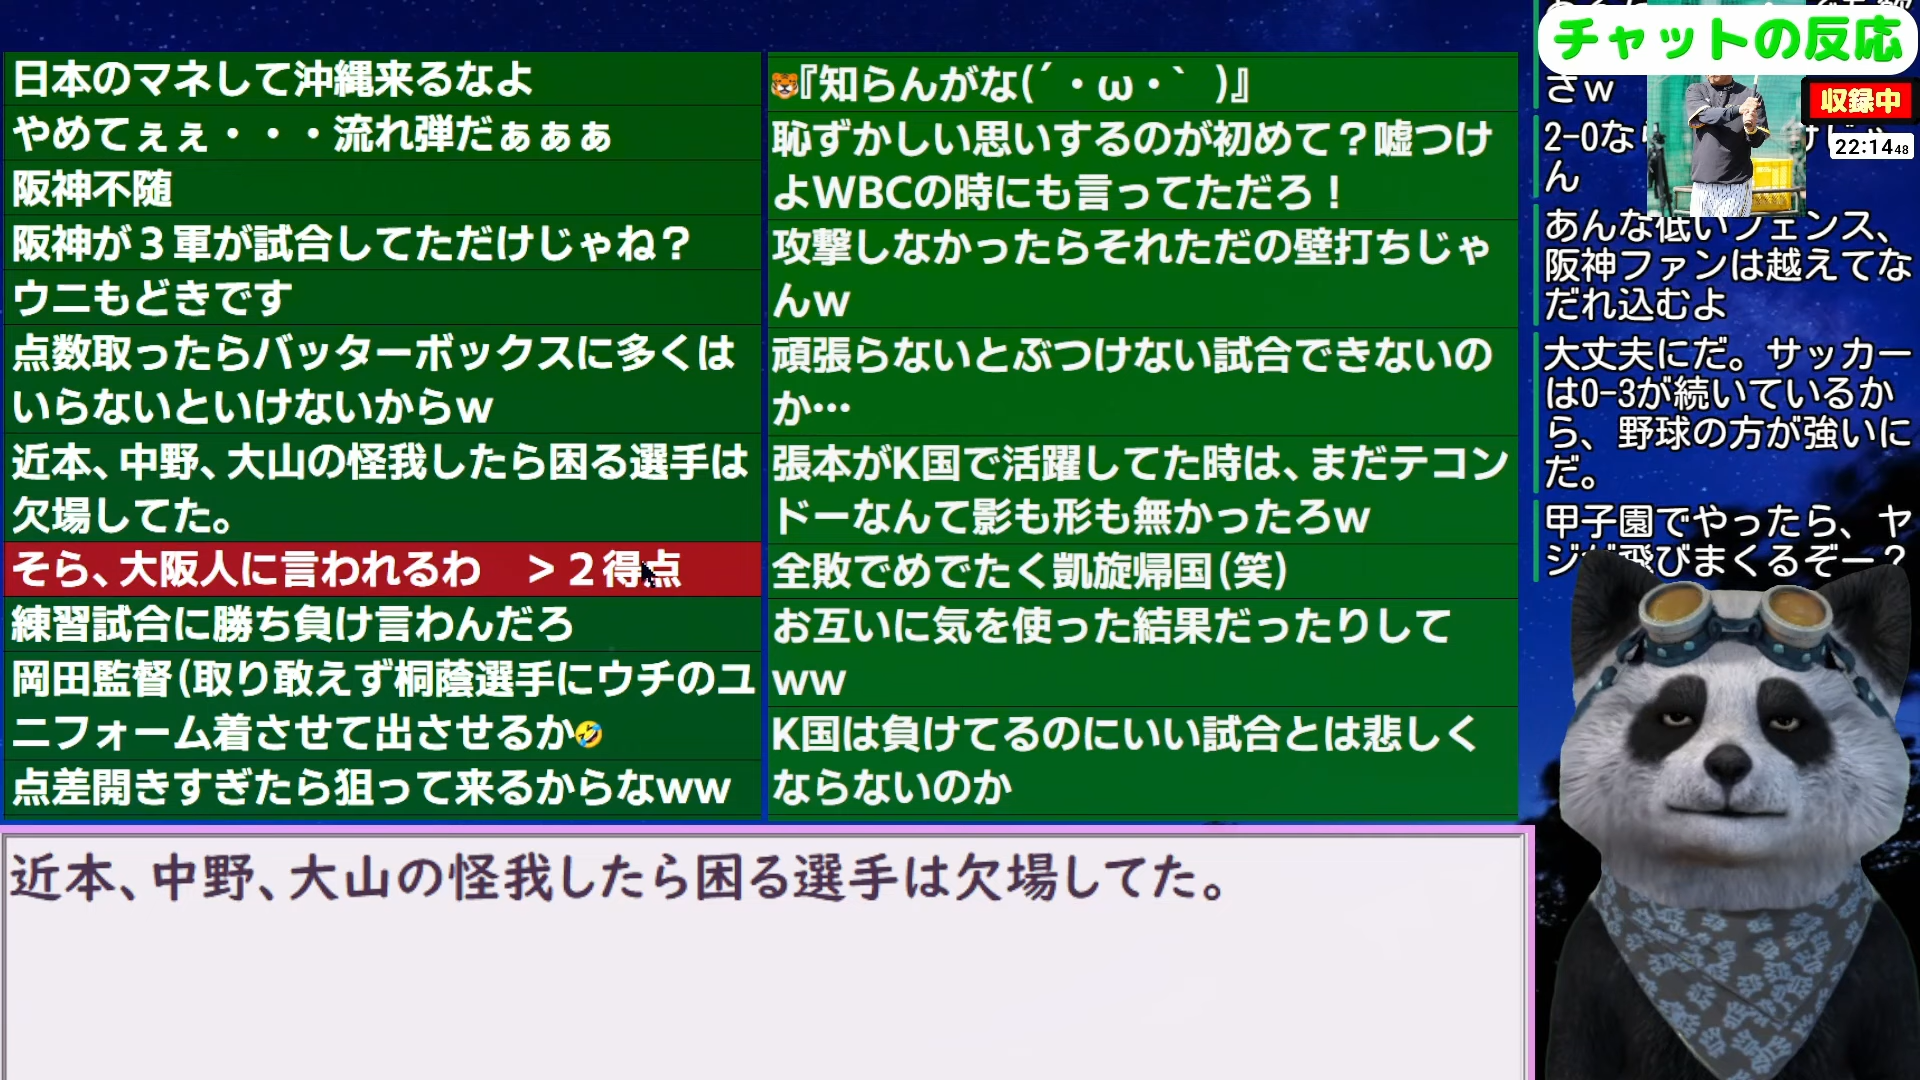 日本のマネして沖縄来るなよ
やめてぇぇ・・・流れ弾だぁぁぁ
阪神不随
阪神が３軍が試合してただけじゃね？
ウニもどきです
点数取ったらバッターボックスに多くは
いらないといけないからｗ
近本、中野、大山の怪我したら困る選手は
欠場してた。
そら、大阪人に言われるわ　＞２得点
練習試合に勝ち負け言わんだろ
岡田監督(取り敢えず桐蔭選手にウチのユ
ニフォーム着させて出させるか🤣
点差開きすぎたら狙って来るからなww
🐯『知らんがな(´・ω・｀ )』
恥ずかしい思いするのが初めて？嘘つけ
よWBCの時にも言ってただろ！
攻撃しなかったらそれただの壁打ちじゃ
んw
頑張らないとぶつけない試合できないの
か…
張本がK国で活躍してた時は、まだテコン
ドーなんて影も形も無かったろw
全敗でめでたく凱旋帰国(笑)
お互いに気を使った結果だったりして
ww
K国は負けてるのにいい試合とは悲しく
ならないのか
チャットの反応
さw
収録中
22:14 48
2-0な
ん
あんな低いフェンス、
阪神ファンは越えてな
だれ込むよ
大丈夫にだ。サッカー
は0-3が続いているか
ら、野球の方が強いに
だ。
甲子園でやったら、ヤ
ジが飛びまくるぞー？
近本、中野、大山の怪我したら困る選手は欠場してた。